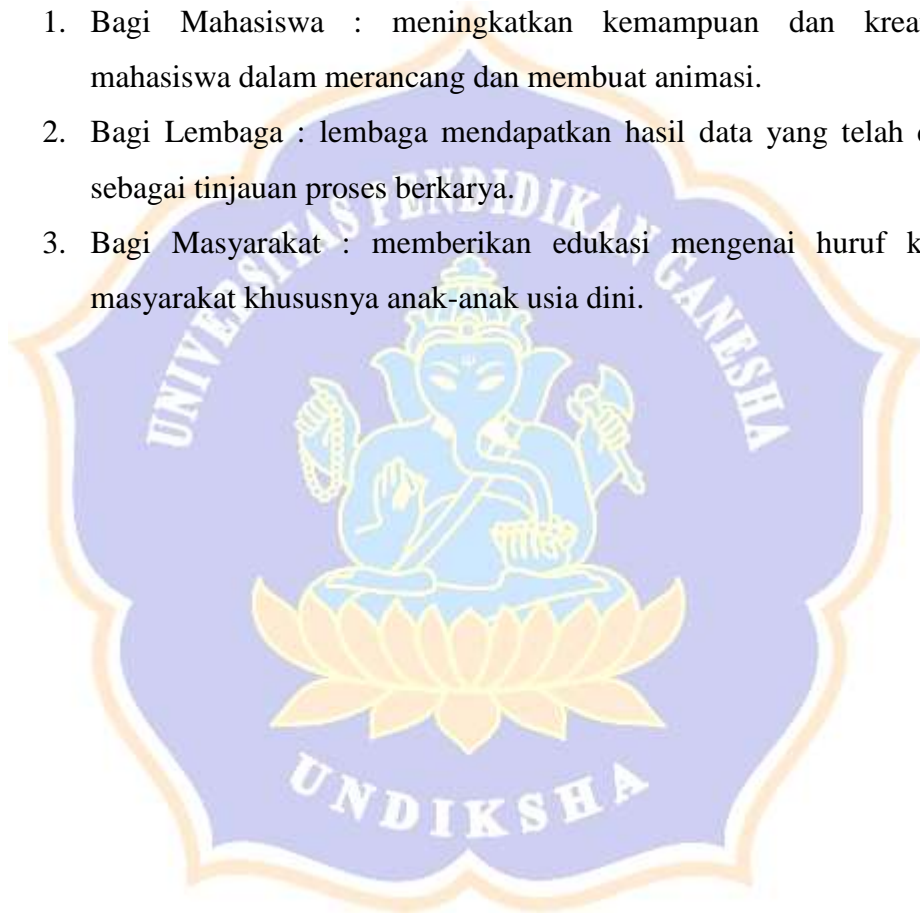 1. Bagi Mahasiswa : meningkatkan kemampuan dan krea
mahasiswa dalam merancang dan membuat animasi.
2. Bagi Lembaga : lembaga mendapatkan hasil data yang telah
sebagai tinjauan proses berkarya.
3. Bagi Masyarakat : memberikan edukasi mengenai huruf k
masyarakat khususnya anak-anak usia dini.
UNIVERSITAS PENDIDIKAN GANESHA
UNDIKSHA